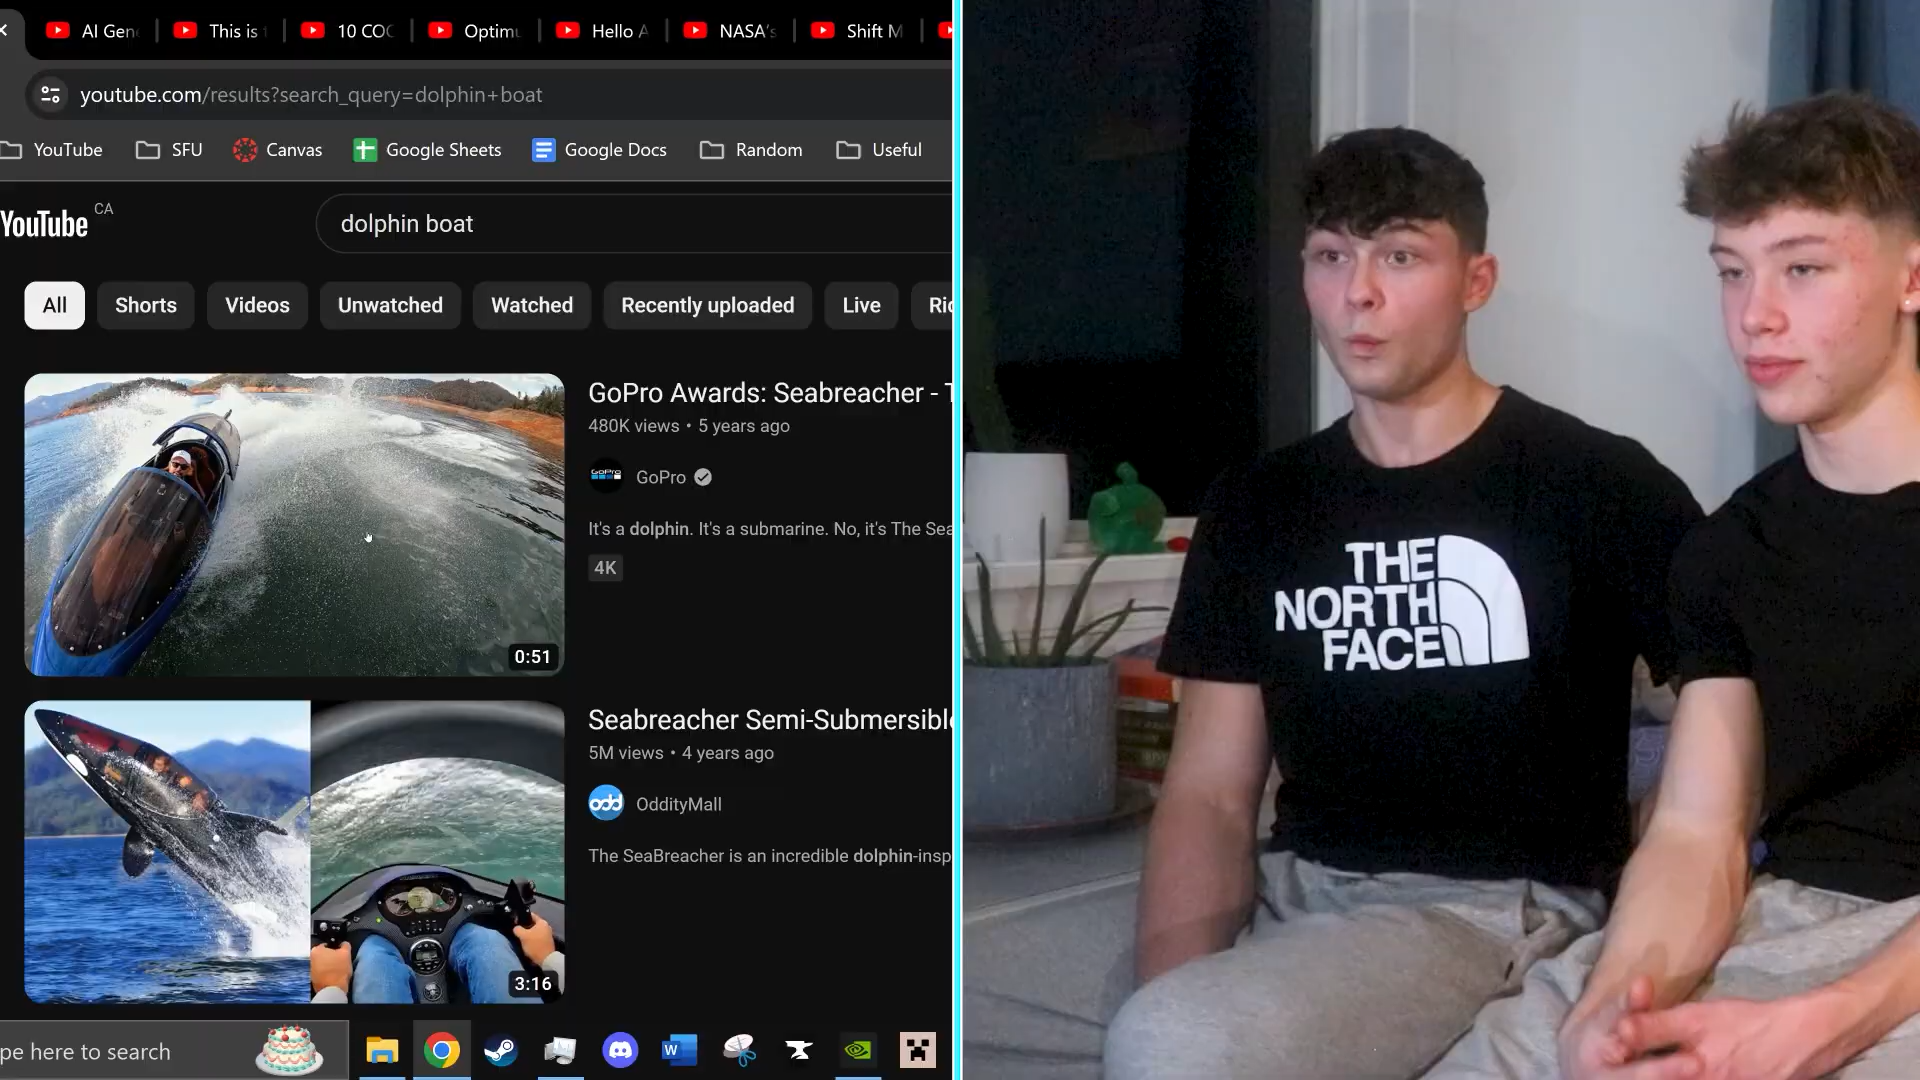 AI Gen
This is
10 COC
Optimu
Hello A
NASA's
Shift M
youtube.com/results?search_query=dolphin+boat
YouTube
SFU
Canvas
Google Sheets
Google Docs
Random
Useful
YouTube CA
dolphin boat
All
Shorts
Videos
Unwatched
Watched
Recently uploaded
Live
GoPro Awards: Seabreacher -
480K views • 5 years ago
GoPro
GoPro
It's a dolphin. It's a submarine. No, it's The Sea
4K
0:51
Seabreacher Semi-Submersible
5M views • 4 years ago
odd
OddityMall
The SeaBreacher is an incredible dolphin-insp
3:16
pe here to search
W
THE
NORTH
FACE